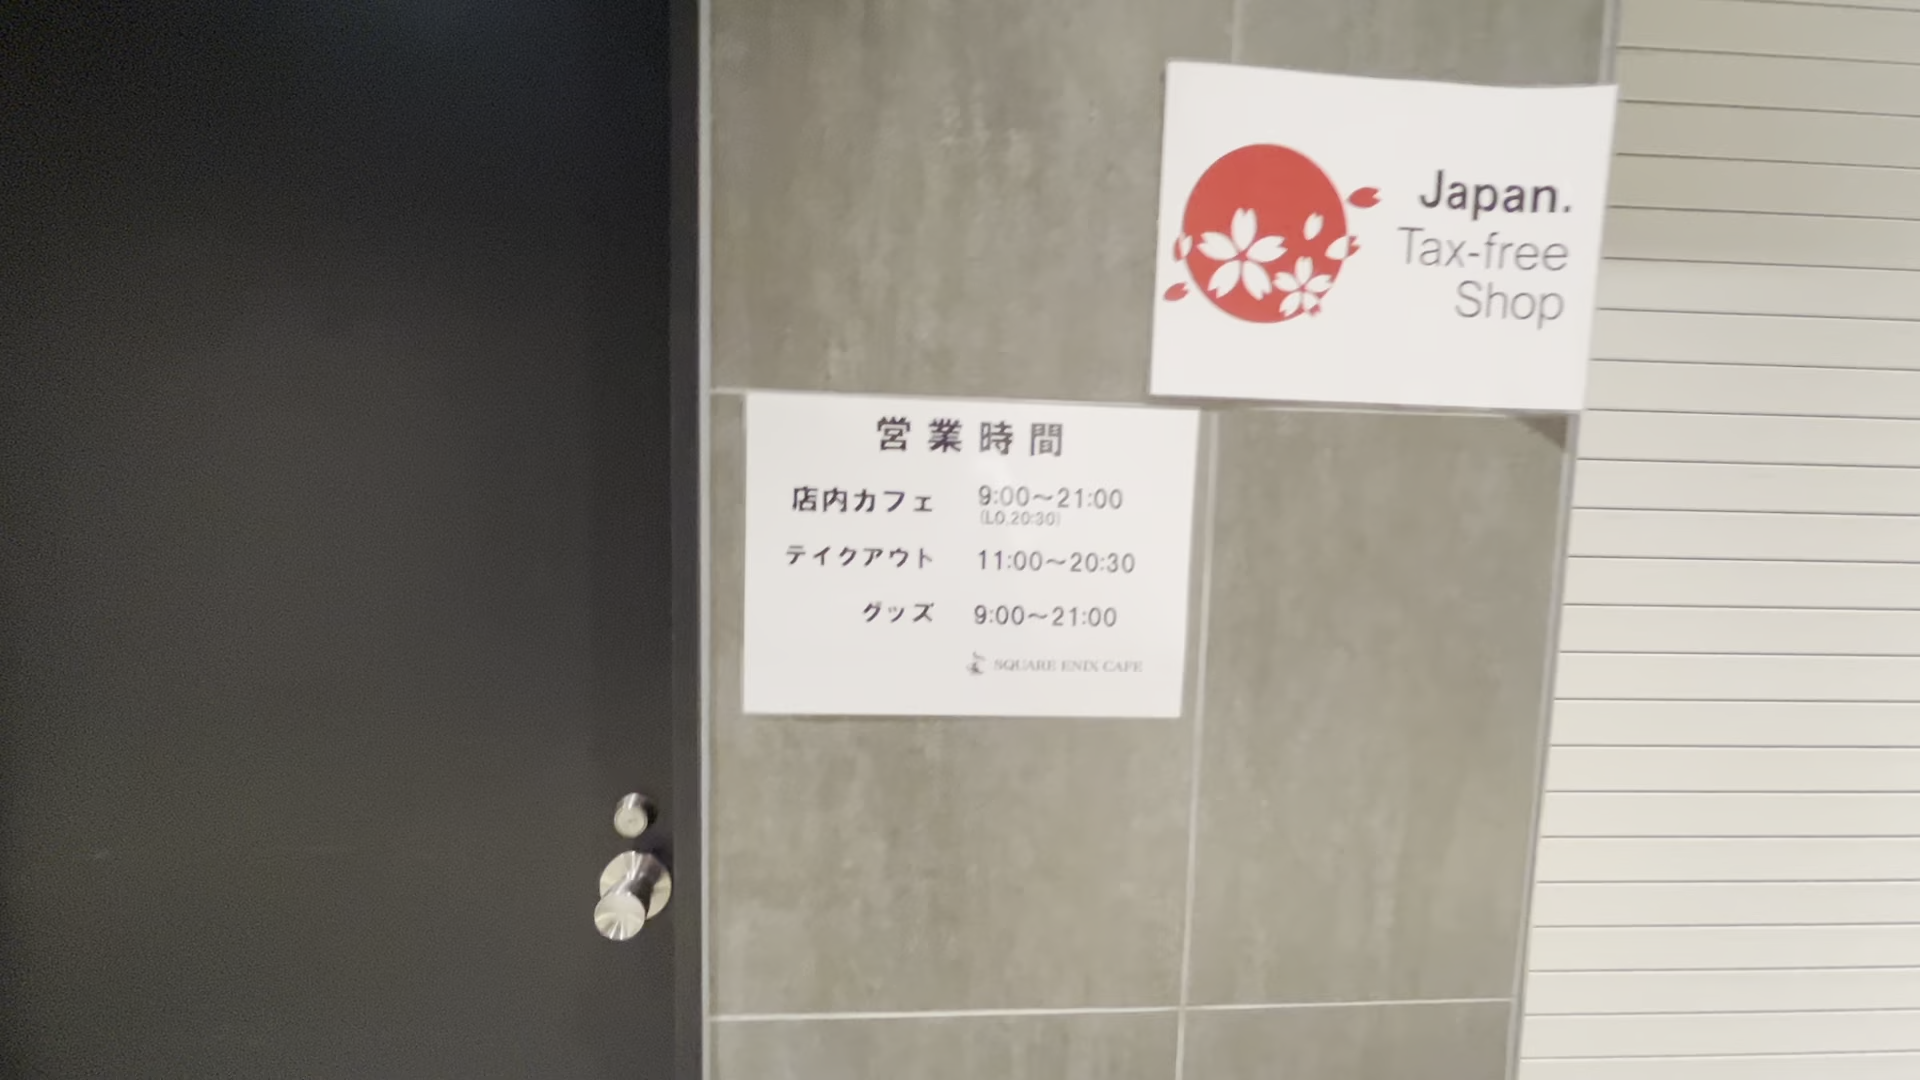 Japan.
Tax-free
Shop
営業時間
店内カフェ 9:00～21:00
(LO.20:30)
テイクアウト 11:00～20:30
グッズ 9:00～21:00
SQUARE ENIX CAFE